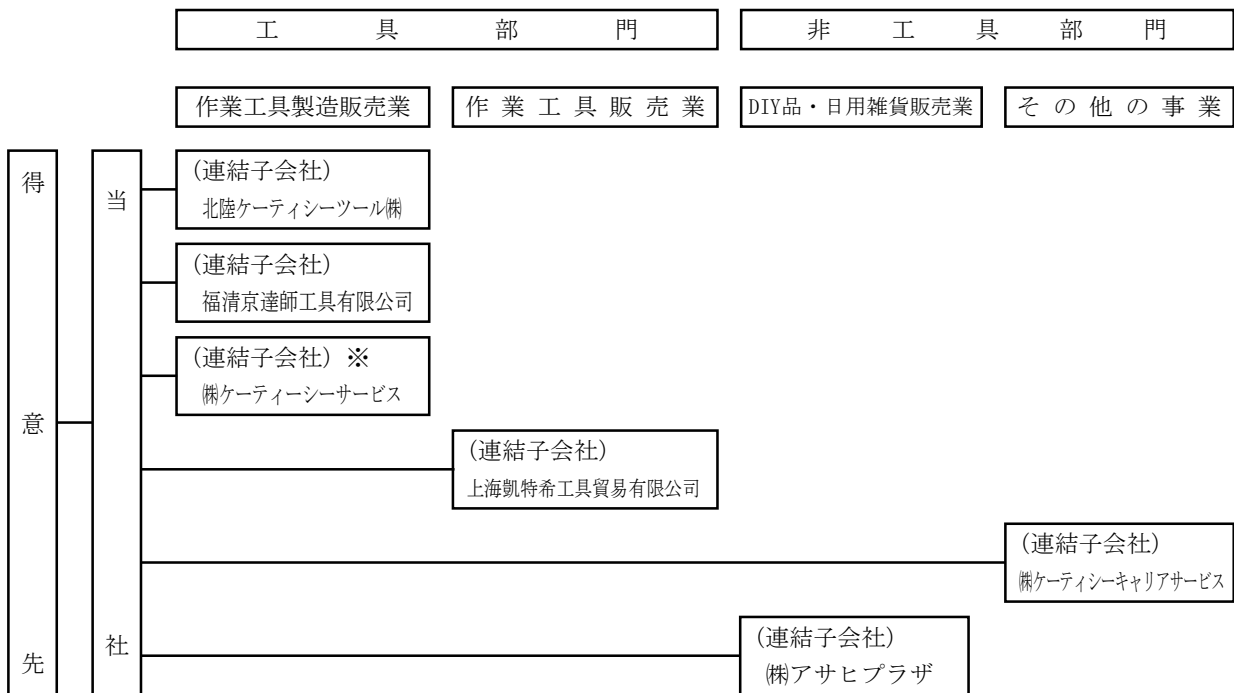 工具部門
非工具部門
作業工具製造販売業
作業工具販売業
DIY品・日用雑貨販売業
その他の事業
得意先
当社
(連結子会社)
北陸ケーティシーツール㈱
(連結子会社)
福清京達師工具有限公司
(連結子会社)※
㈱ケーティーシーサービス
(連結子会社)
上海凱特希工具貿易有限公司
(連結子会社)
㈱ケーティシーキャリアサービス
(連結子会社)
㈱アサヒプラザ